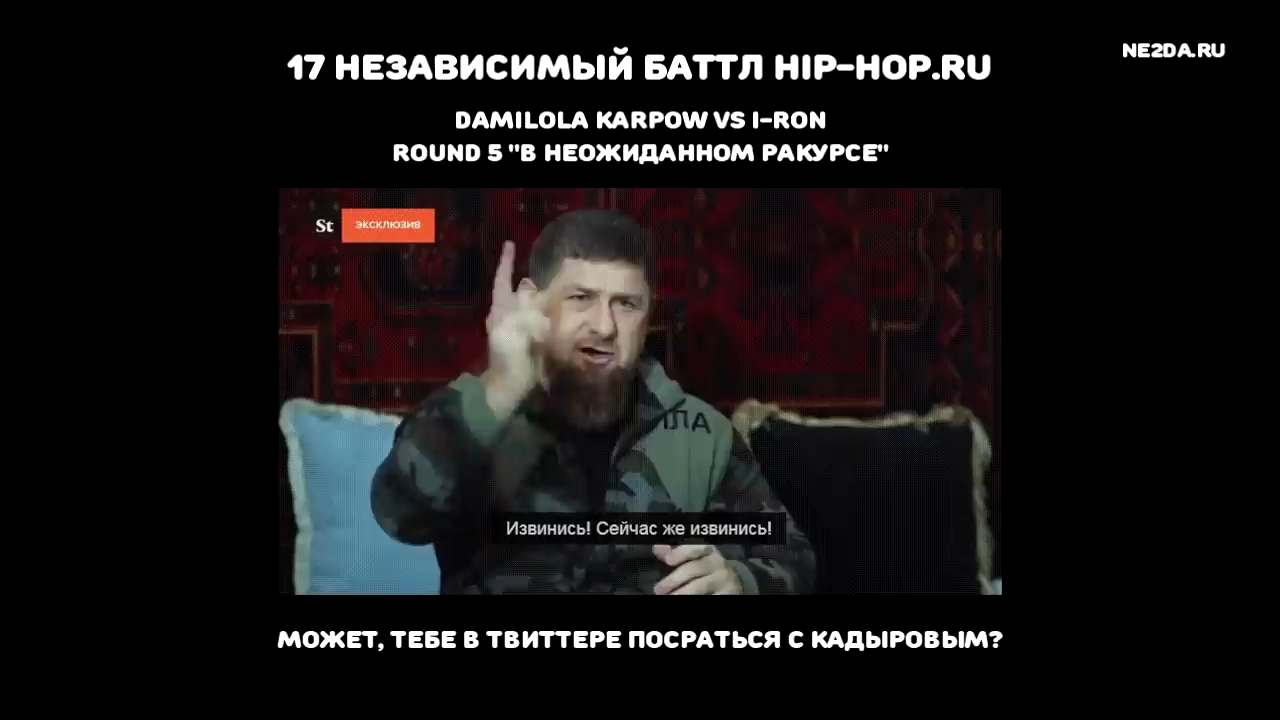 NE2DA.RU
17 НЕЗАВИСИМЫЙ БАТТЛ HIP-HOP.RU
DAMILOLA KARPOW VS I-RON
ROUND 5 "В НЕОЖИДАННОМ РАКУРСЕ"
St ЭКСКЛЮЗИВ
ЛА
Извинись! Сейчас же извинись!
МОЖЕТ, ТЕБЕ В ТВИТТЕРЕ ПОСРАТЬСЯ С КАДЫРОВЫМ?